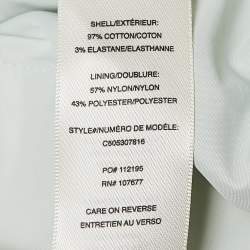 SHELL/EXTÉRIEUR:
97% COTTON/COTON
3% ELASTANE/ELASTHANNE
LINING/DOUBLURE:
57% NYLON/NYLON
43% POLYESTER/POLYESTER
STYLE#/NUMÉRO DE MODÈLE:
C605307816
PO# 112195
RN# 107677
CARE ON REVERSE
ENTRETIEN AU VERSO